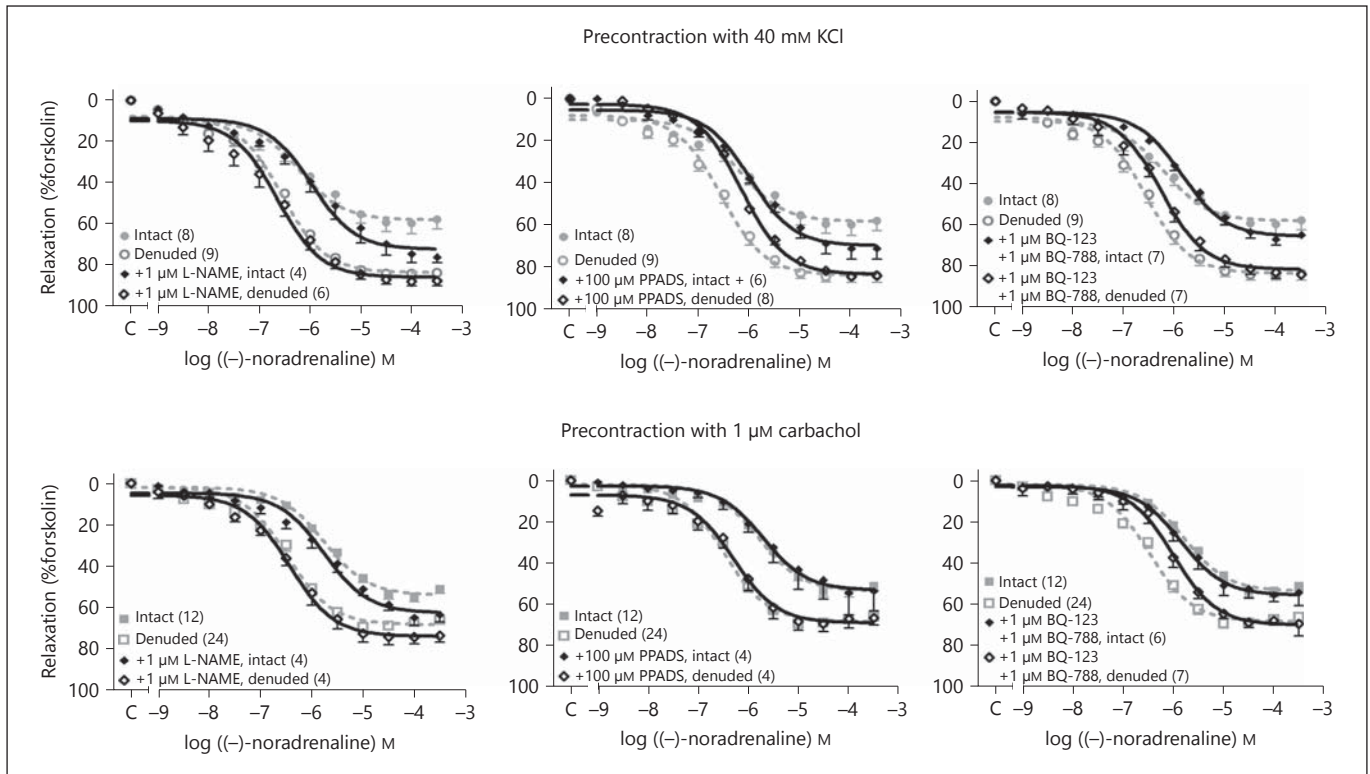 Precontraction with 40 mM KCl
Relaxation (%forskolin)
0
20
40
60
80
100
Intact (8)
Denuded (9)
+1 µM L-NAME, intact (4)
+1 µM L-NAME, denuded (6)
C –9 –8 –7 –6 –5 –4 –3
log ((–)-noradrenaline) M
0
20
40
60
80
100
Intact (8)
Denuded (9)
+100 µM PPADS, intact + (6)
+100 µM PPADS, denuded (8)
C –9 –8 –7 –6 –5 –4 –3
log ((–)-noradrenaline) M
0
20
40
60
80
100
Intact (8)
Denuded (9)
+1 µM BQ-123
+1 µM BQ-788, intact (7)
+1 µM BQ-123
+1 µM BQ-788, denuded (7)
C –9 –8 –7 –6 –5 –4 –3
log ((–)-noradrenaline) M
Precontraction with 1 µM carbachol
Relaxation (%forskolin)
0
20
40
60
80
100
Intact (12)
Denuded (24)
+1 µM L-NAME, intact (4)
+1 µM L-NAME, denuded (4)
C –9 –8 –7 –6 –5 –4 –3
log ((–)-noradrenaline) M
0
20
40
60
80
100
Intact (12)
Denuded (24)
+100 µM PPADS, intact (4)
+100 µM PPADS, denuded (4)
C –9 –8 –7 –6 –5 –4 –3
log ((–)-noradrenaline) M
0
20
40
60
80
100
Intact (12)
Denuded (24)
+1 µM BQ-123
+1 µM BQ-788, intact (6)
+1 µM BQ-123
+1 µM BQ-788, denuded (7)
C –9 –8 –7 –6 –5 –4 –3
log ((–)-noradrenaline) M